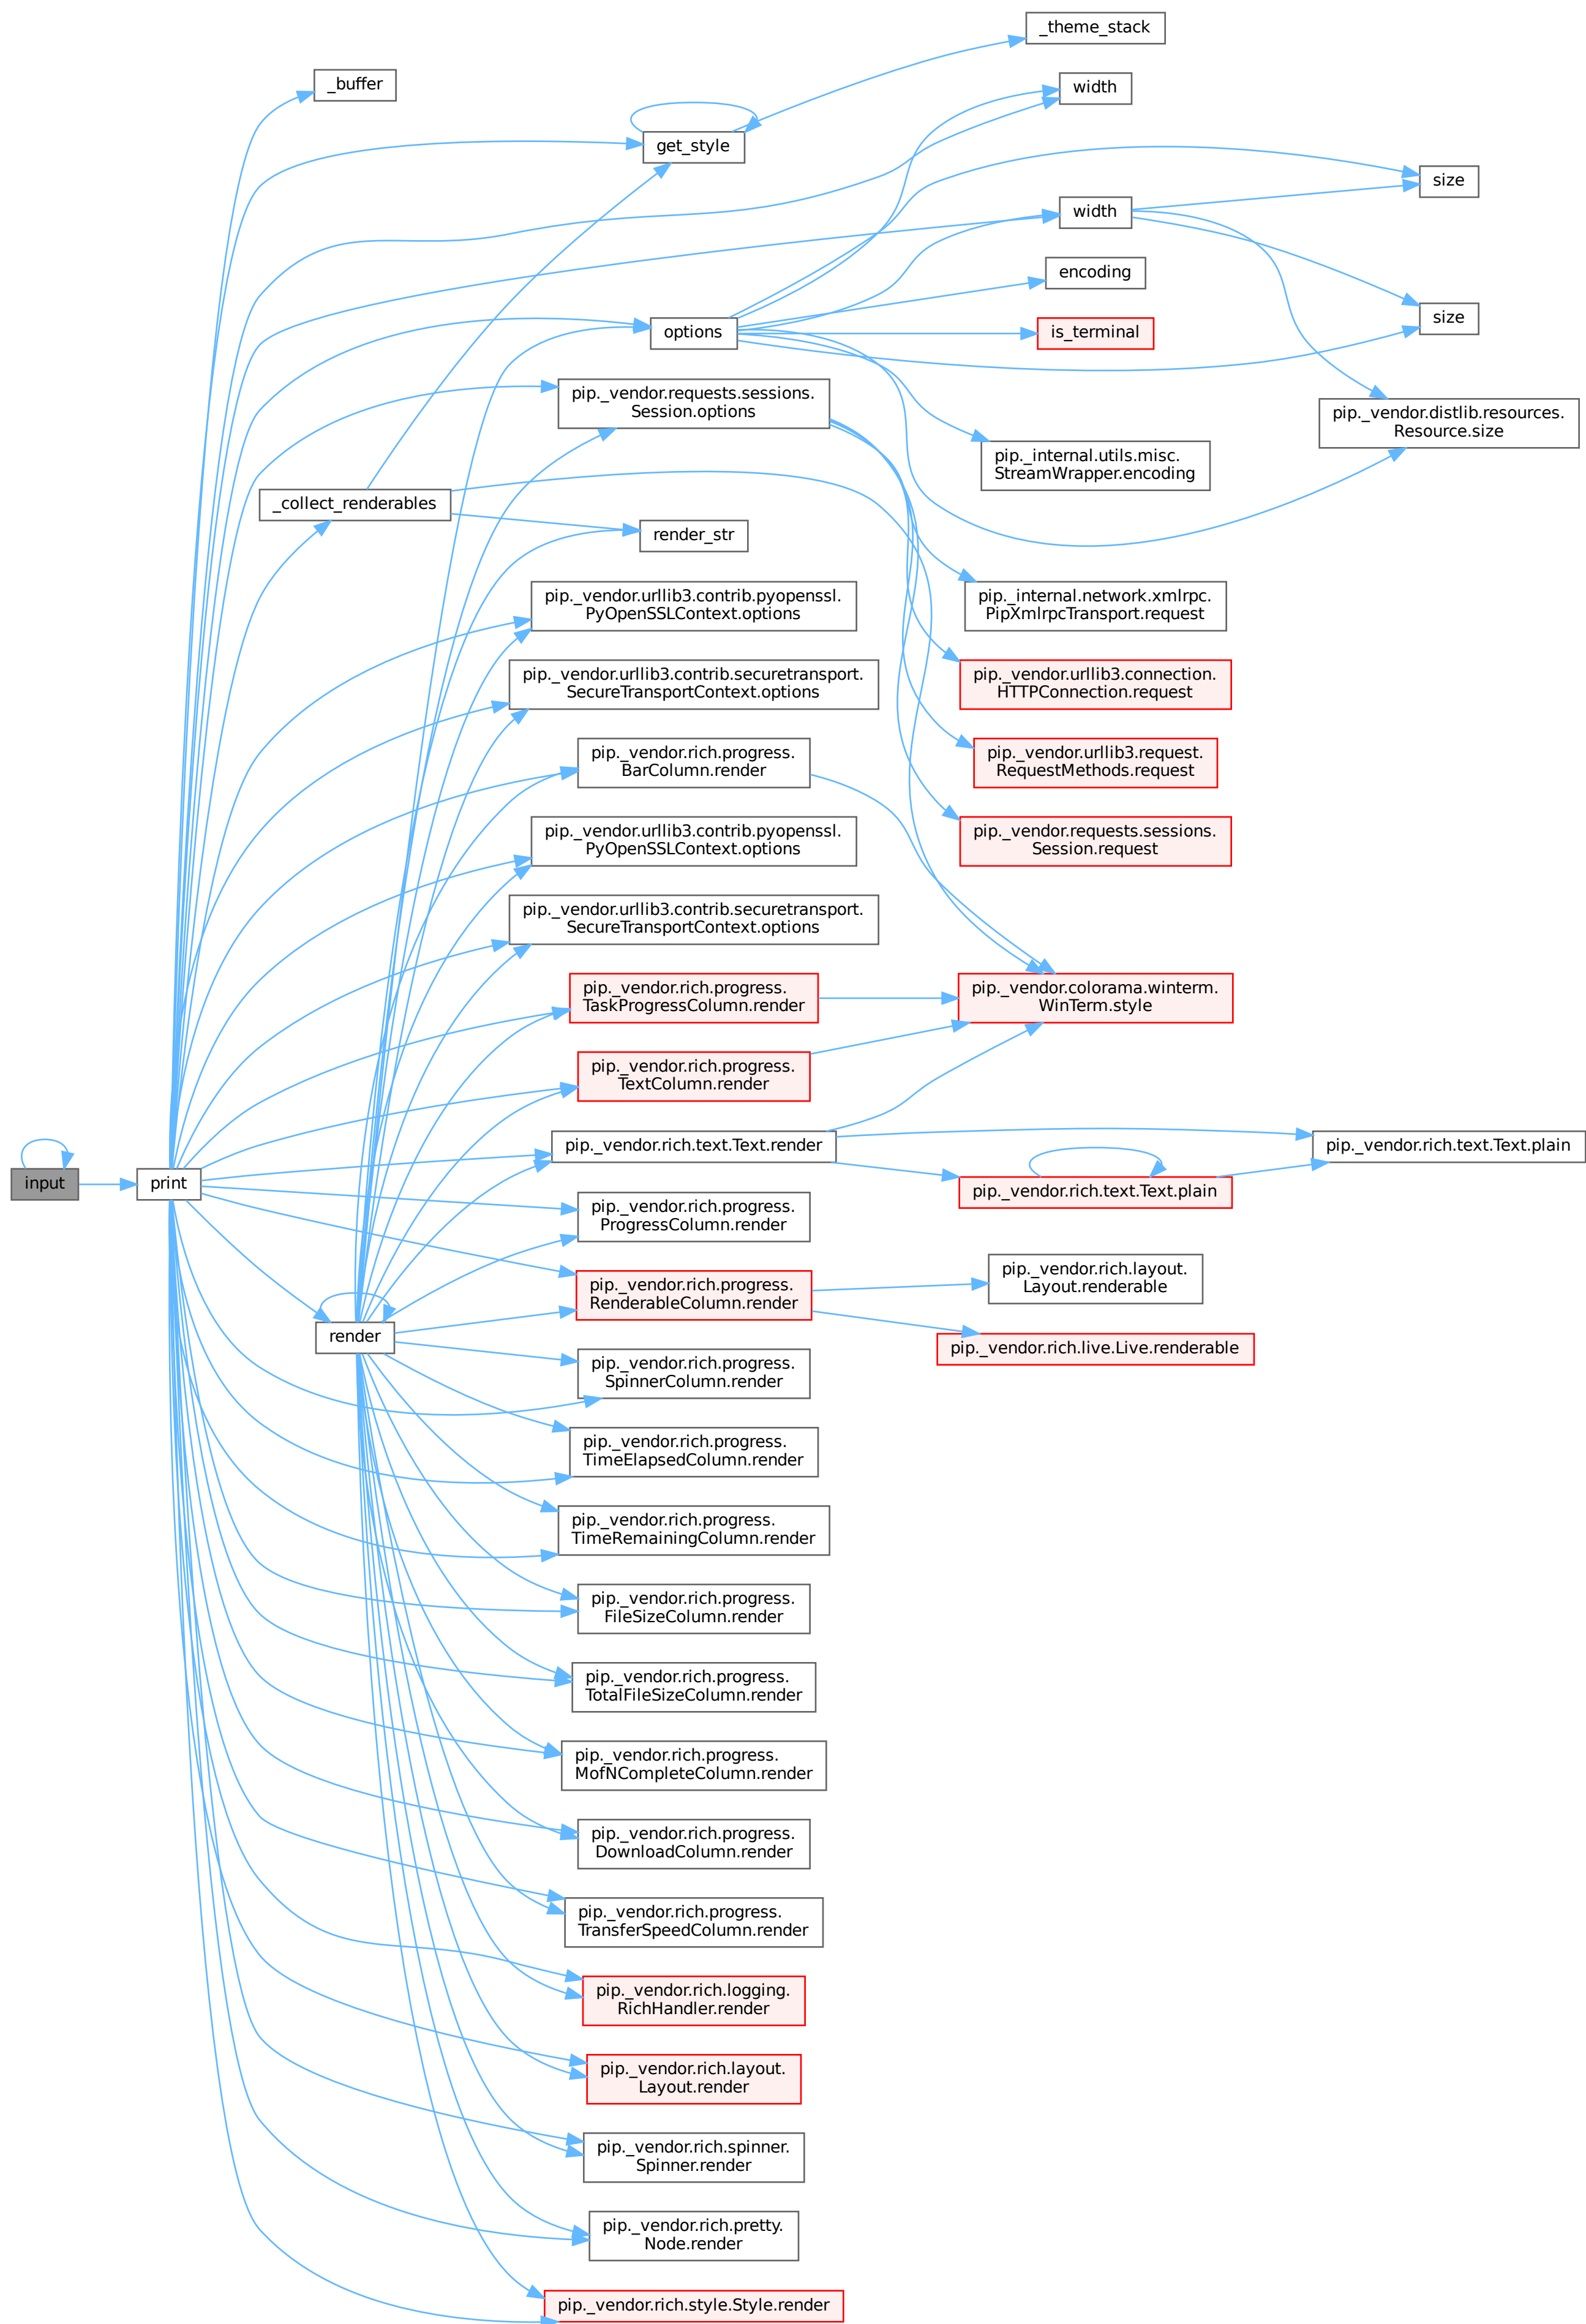 _theme_stack
_buffer
width
get_style
size
width
encoding
size
options
is_terminal
pip._vendor.requests.sessions.
Session.options
pip._vendor.distlib.resources.
Resource.size
pip._internal.utils.misc.
StreamWrapper.encoding
_collect_renderables
render_str
pip._vendor.urllib3.contrib.pyopenssl.
PyOpenSSLContext.options
pip._internal.network.xmlrpc.
PipXmlrpcTransport.request
pip._vendor.urllib3.contrib.securetransport.
SecureTransportContext.options
pip._vendor.urllib3.connection.
HTTPConnection.request
pip._vendor.rich.progress.
BarColumn.render
pip._vendor.urllib3.request.
RequestMethods.request
pip._vendor.urllib3.contrib.pyopenssl.
PyOpenSSLContext.options
pip._vendor.requests.sessions.
Session.request
pip._vendor.urllib3.contrib.securetransport.
SecureTransportContext.options
pip._vendor.rich.progress.
TaskProgressColumn.render
pip._vendor.colorama.winterm.
WinTerm.style
pip._vendor.rich.progress.
TextColumn.render
pip._vendor.rich.text.Text.render
pip._vendor.rich.text.Text.plain
input
print
pip._vendor.rich.text.Text.plain
pip._vendor.rich.progress.
ProgressColumn.render
pip._vendor.rich.progress.
RenderableColumn.render
pip._vendor.rich.layout.
Layout.renderable
render
pip._vendor.rich.live.Live.renderable
pip._vendor.rich.progress.
SpinnerColumn.render
pip._vendor.rich.progress.
TimeElapsedColumn.render
pip._vendor.rich.progress.
TimeRemainingColumn.render
pip._vendor.rich.progress.
FileSizeColumn.render
pip._vendor.rich.progress.
TotalFileSizeColumn.render
pip._vendor.rich.progress.
MofNCompleteColumn.render
pip._vendor.rich.progress.
DownloadColumn.render
pip._vendor.rich.progress.
TransferSpeedColumn.render
pip._vendor.rich.logging.
RichHandler.render
pip._vendor.rich.layout.
Layout.render
pip._vendor.rich.spinner.
Spinner.render
pip._vendor.rich.pretty.
Node.render
pip._vendor.rich.style.Style.render